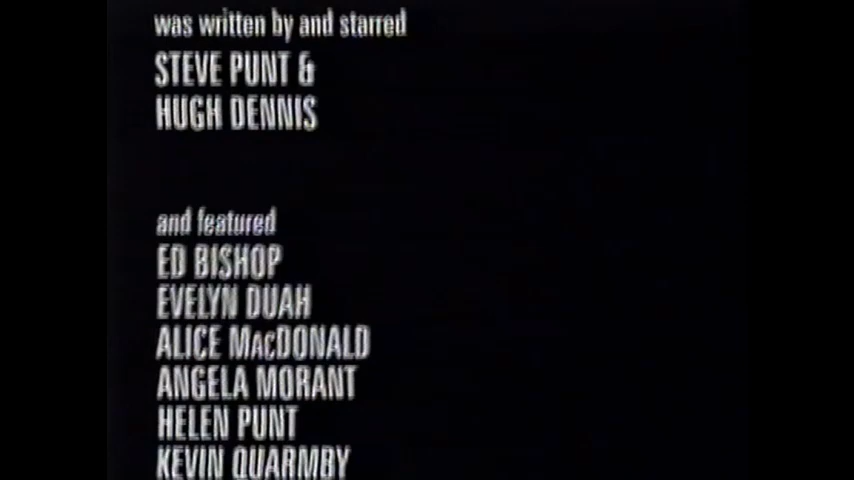 was written by and starred
STEVE PUNT &
HUGH DENNIS
and featured
ED BISHOP
EVELYN DUAH
ALICE MacDONALD
ANGELA MORANT
HELEN PUNT
KEVIN QUARMBY